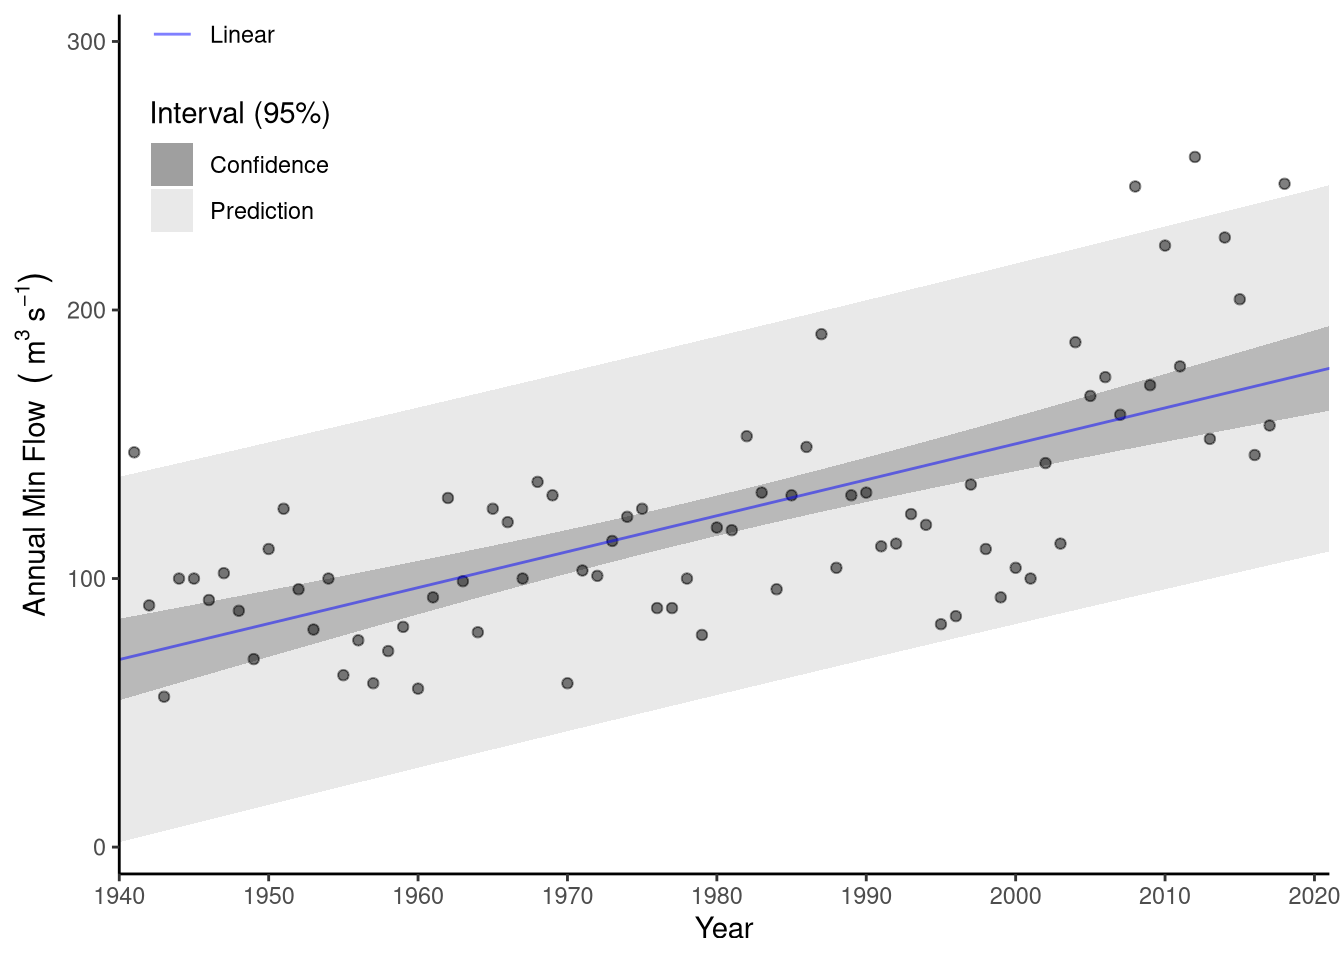 Linear
Interval (95%)
Confidence
Prediction
Annual Min Flow ( m³ s⁻¹)
300
200
100
0
1940 1950 1960 1970 1980 1990 2000 2010 2020
Year